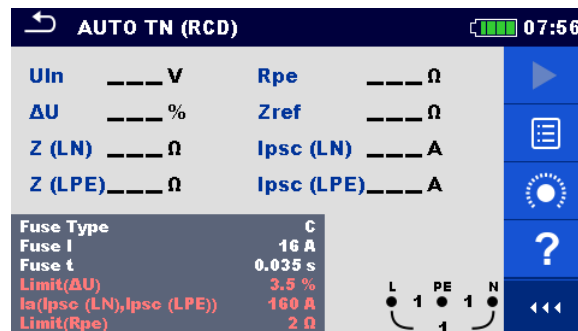 AUTO TN (RCD) 07:56
Uln ___V Rpe ___Ω
ΔU ___% Zref ___Ω
Z (LN) ___Ω Ipsc (LN) ___A
Z (LPE)___Ω Ipsc (LPE)___A
Fuse Type C
Fuse I 16 A
Fuse t 0.035 s
Limit(ΔU) 3.5 %
Ia(Ipsc (LN),Ipsc (LPE)) 160 A
Limit(Rpe) 2 Ω
L PE N
1 1
1
?